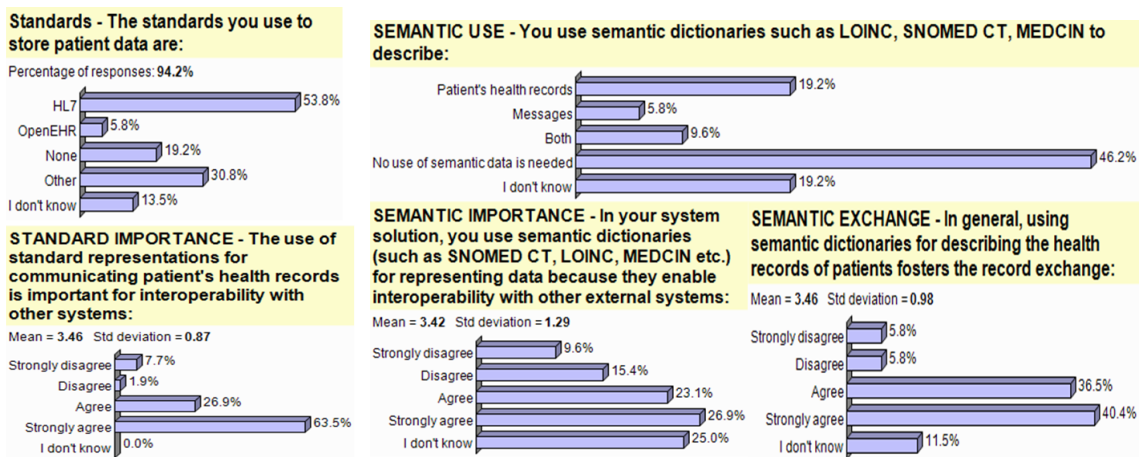 Standards - The standards you use to
store patient data are:
Percentage of responses: 94.2%
HL7 53.8%
OpenEHR 5.8%
None 19.2%
Other 30.8%
I don't know 13.5%
STANDARD IMPORTANCE - The use of
standard representations for
communicating patient's health records
is important for interoperability with
other systems:
Mean = 3.46 Std deviation = 0.87
Strongly disagree 7.7%
Disagree 1.9%
Agree 26.9%
Strongly agree 63.5%
I don't know 0.0%
SEMANTIC USE - You use semantic dictionaries such as LOINC, SNOMED CT, MEDCIN to
describe:
Patient's health records 19.2%
Messages 5.8%
Both 9.6%
No use of semantic data is needed 46.2%
I don't know 19.2%
SEMANTIC IMPORTANCE - In your system
solution, you use semantic dictionaries
(such as SNOMED CT, LOINC, MEDCIN etc.)
for representing data because they enable
interoperability with other external systems:
Mean = 3.42 Std deviation = 1.29
Strongly disagree 9.6%
Disagree 15.4%
Agree 23.1%
Strongly agree 26.9%
I don't know 25.0%
SEMANTIC EXCHANGE - In general, using
semantic dictionaries for describing the health
records of patients fosters the record exchange:
Mean = 3.46 Std deviation = 0.98
Strongly disagree 5.8%
Disagree 5.8%
Agree 36.5%
Strongly agree 40.4%
I don't know 11.5%